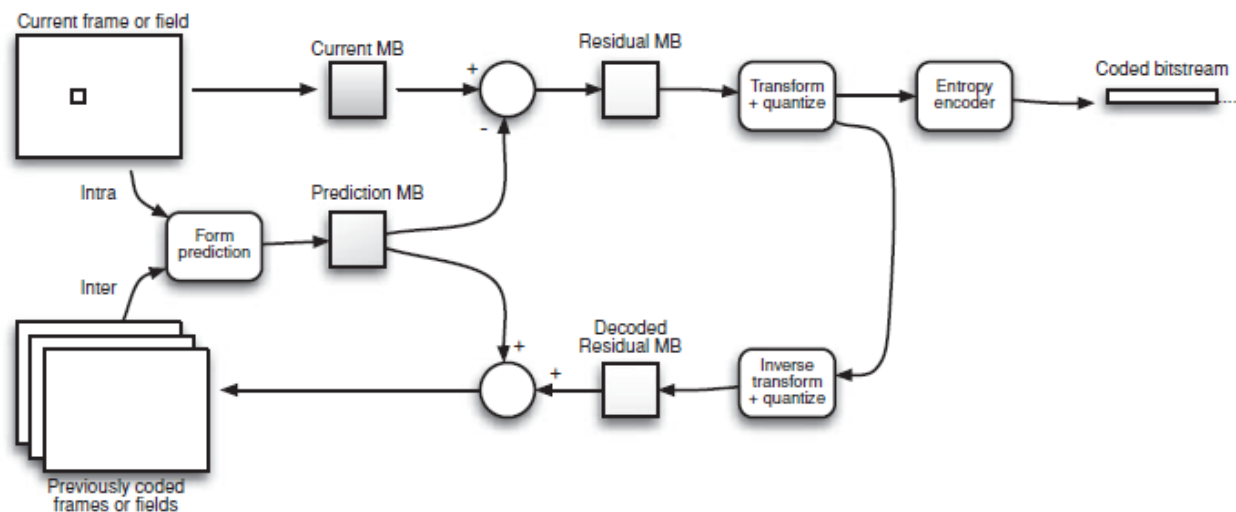 Current frame or field
Current MB
+
-
Residual MB
Transform
+ quantize
Entropy
encoder
Coded bitstream
Intra
Form
prediction
Prediction MB
Inter
Previously coded
frames or fields
+
+
Decoded
Residual MB
Inverse
transform
+ quantize